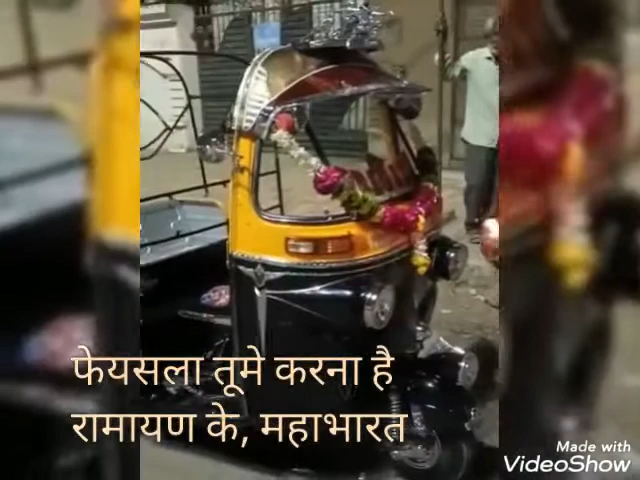 फेयसला तूमे करना है
रामायण के, महाभारत
Made with
VideoShow